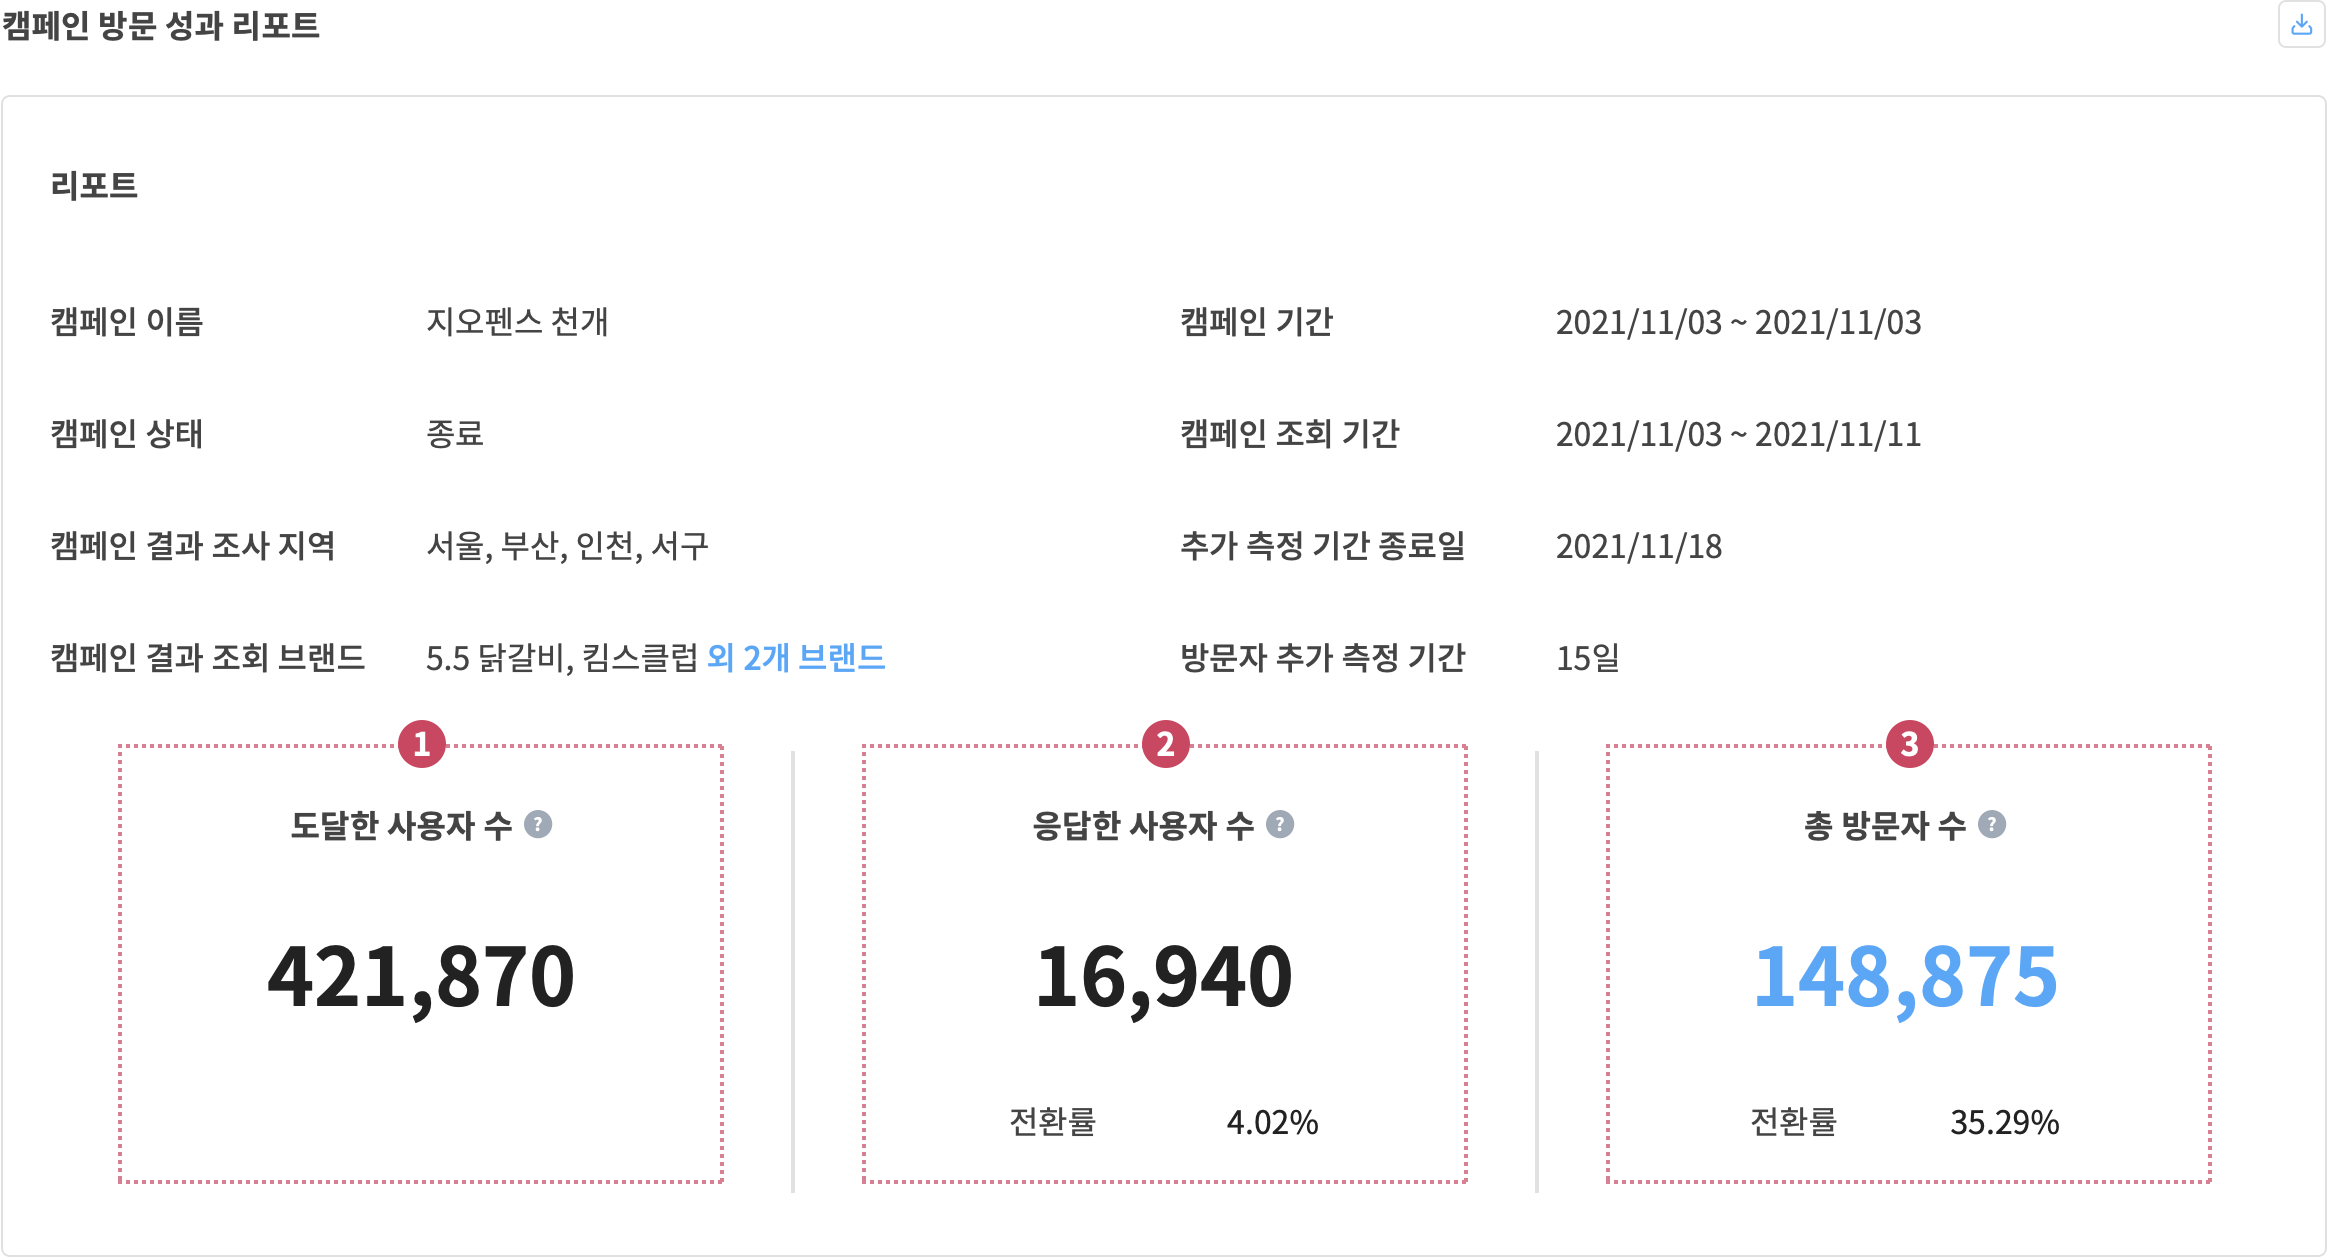 캠페인 방문 성과 리포트
리포트
캠페인 이름 지오펜스 천개 캠페인 기간 2021/11/03 ~ 2021/11/03
캠페인 상태 종료 캠페인 조회 기간 2021/11/03 ~ 2021/11/11
캠페인 결과 조사 지역 서울, 부산, 인천, 서구 추가 측정 기간 종료일 2021/11/18
캠페인 결과 조회 브랜드 5.5 닭갈비, 킴스클럽 외 2개 브랜드 방문자 추가 측정 기간 15일
1 2 3
도달한 사용자 수 ? 응답한 사용자 수 ? 총 방문자 수 ?
421,870 16,940 148,875
전환률 4.02% 전환률 35.29%